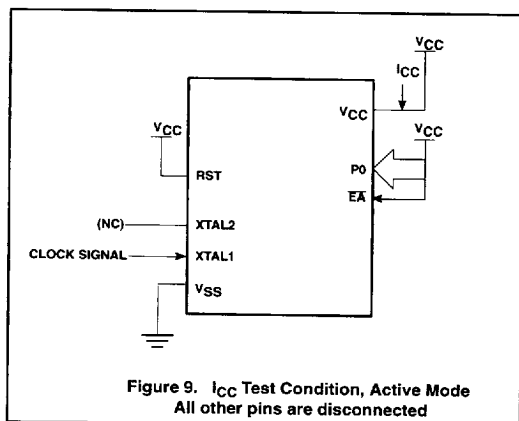 VCC
ICC
VCC
VCC
VCC
P0
RST
EA
(NC)
XTAL2
CLOCK SIGNAL
XTAL1
VSS
Figure 9. ICC Test Condition, Active Mode
All other pins are disconnected